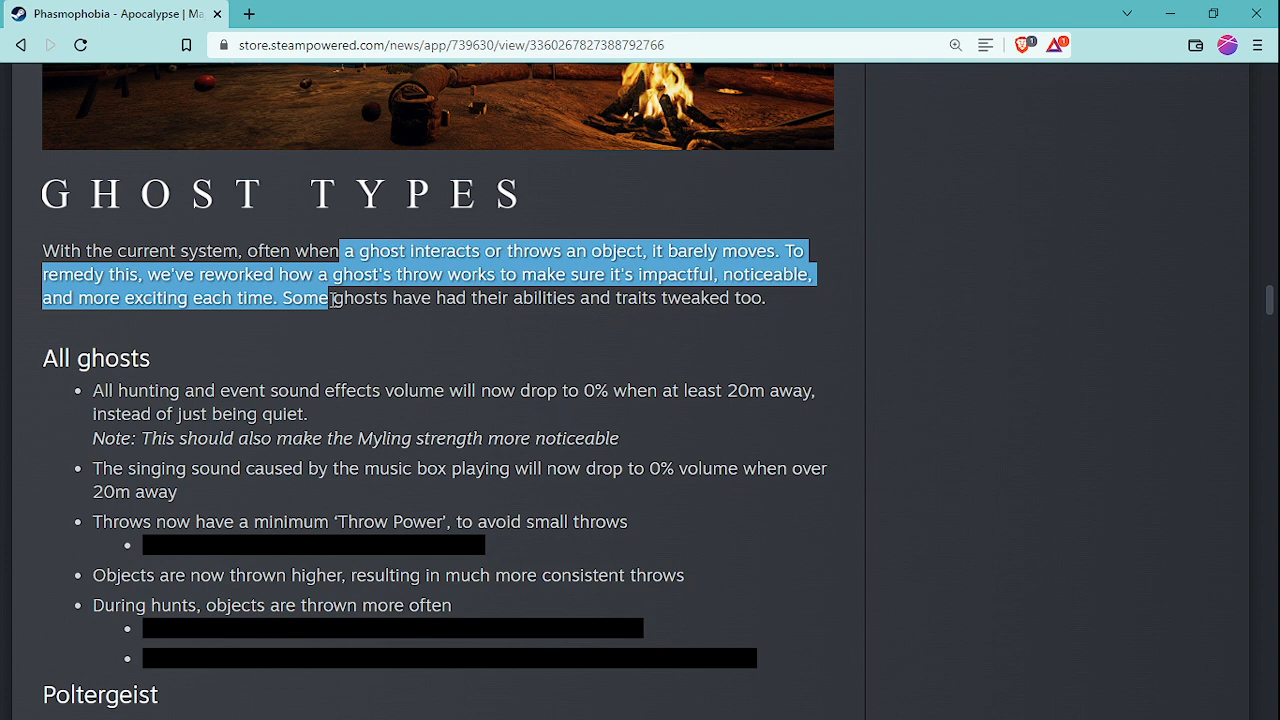 Phasmophobia - Apocalypse | Ma
store.steampowered.com/news/app/739630/view/3360267827388792766
1
1
GHOST TYPES
With the current system, often when a ghost interacts or throws an object, it barely moves. To
remedy this, we've reworked how a ghost's throw works to make sure it's impactful, noticeable,
and more exciting each time. Some ghosts have had their abilities and traits tweaked too.
All ghosts
• All hunting and event sound effects volume will now drop to 0% when at least 20m away,
instead of just being quiet.
Note: This should also make the Myling strength more noticeable
• The singing sound caused by the music box playing will now drop to 0% volume when over
20m away
• Throws now have a minimum ‘Throw Power’, to avoid small throws
• Objects are now thrown higher, resulting in much more consistent throws
• During hunts, objects are thrown more often
Poltergeist